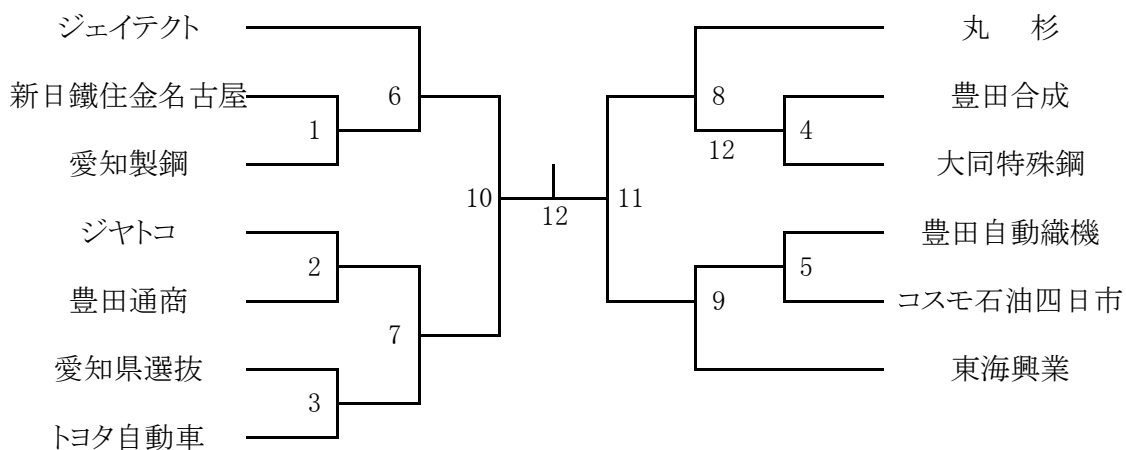 ジェイテクト
丸　杉
新日鐵住金名古屋
6
8
豊田合成
1
12
4
愛知製鋼
大同特殊鋼
10
11
12
ジヤトコ
豊田自動織機
2
5
豊田通商
7
9
コスモ石油四日市
愛知県選抜
東海興業
3
トヨタ自動車